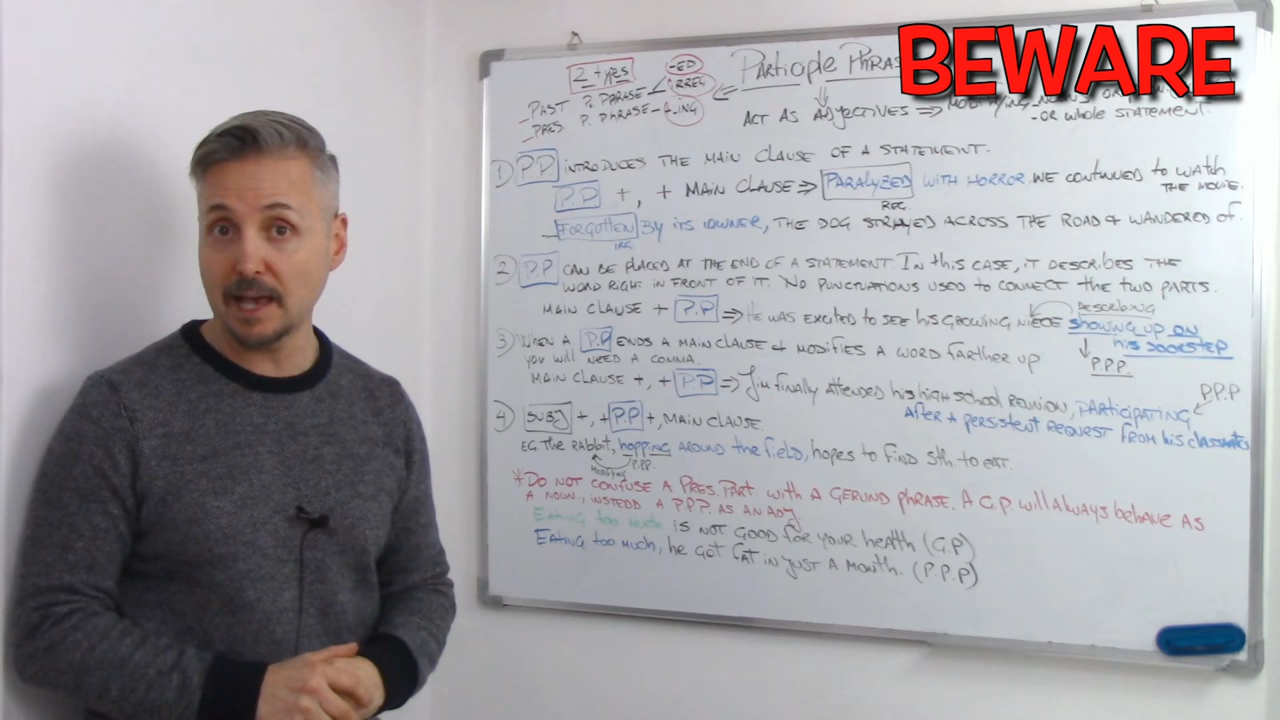 BEWARE
2 types
Participle Phras
-ED
IRREG
PAST P. PHRASE
PRES. P. PHRASE - + ING
ACT AS ADJECTIVES ⇒ MODIFYING NOUNS OR
- OR whole STATEMENT.
1) P.P INTRODUCES THE MAIN CLAUSE OF A STATEMENT.
P.P + , + MAIN CLAUSE ⇒ PARALYZED WITH HORROR WE CONTINUED TO WATCH
THE MOVIE.
REG.
FORGOTTEN By its OWNER, THE DOG STRAYED ACROSS THE ROAD & WANDERED OF.
IRR.
2) P.P CAN BE PLACED AT THE END OF A STATEMENT. IN this CASE, iT DESCRIBES THE
WORD RIGHT IN FRONT OF IT. NO PUNCTUATIONS USED TO CONNECT the TWO PARTS.
DESCRIBING
MAIN CLAUSE + P.P ⇒ HE WAS EXCITED TO SEE his GROWING NIECE showing UP ON
his DOORSTEP
P.P.P.
3) WHEN A P.P ENDS A MAIN CLAUSE & MODIFIES A WORD FARTHER UP
you will NEED A COMMA.
MAIN CLAUSE + , + P.P ⇒ Jim finally ATTENDED his high school REUNION, PARTICIPATING
P.P.P
After A persistent REQUEST FROM his classmates
4) SUBJ + , + P.P + , MAIN CLAUSE.
EG. The RABBIT, hopping AROUND the field, hopes to FIND Sth. to EAT.
P.P.P.
* DO NOT CONFUSE A PRES. PART. with A GERUND phRASE. A G.P. will Always behave AS
A NOUN, INSTEDD A P.P.P. AS AN ADJ
EATING too much IS NOT GOOD FOR YOUR health (G.P)
EATING too much, he GOT FAT IN JUST A MONTH. (P.P.P)